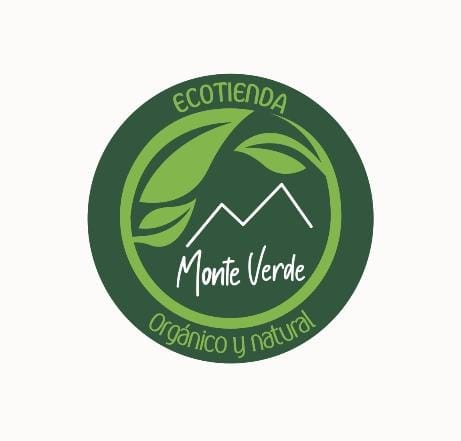 ECOTIENDA
Monte Verde
Orgánico y natural